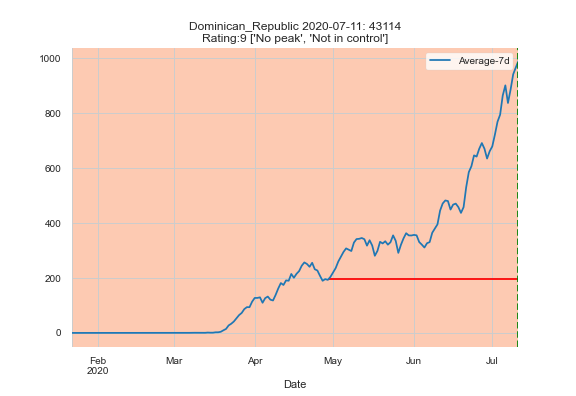 Dominican_Republic 2020-07-11: 43114
Rating:9 ['No peak', 'Not in control']
Average-7d
1000
800
600
400
200
0
Feb
2020
Mar
Apr
May
Jun
Jul
Date